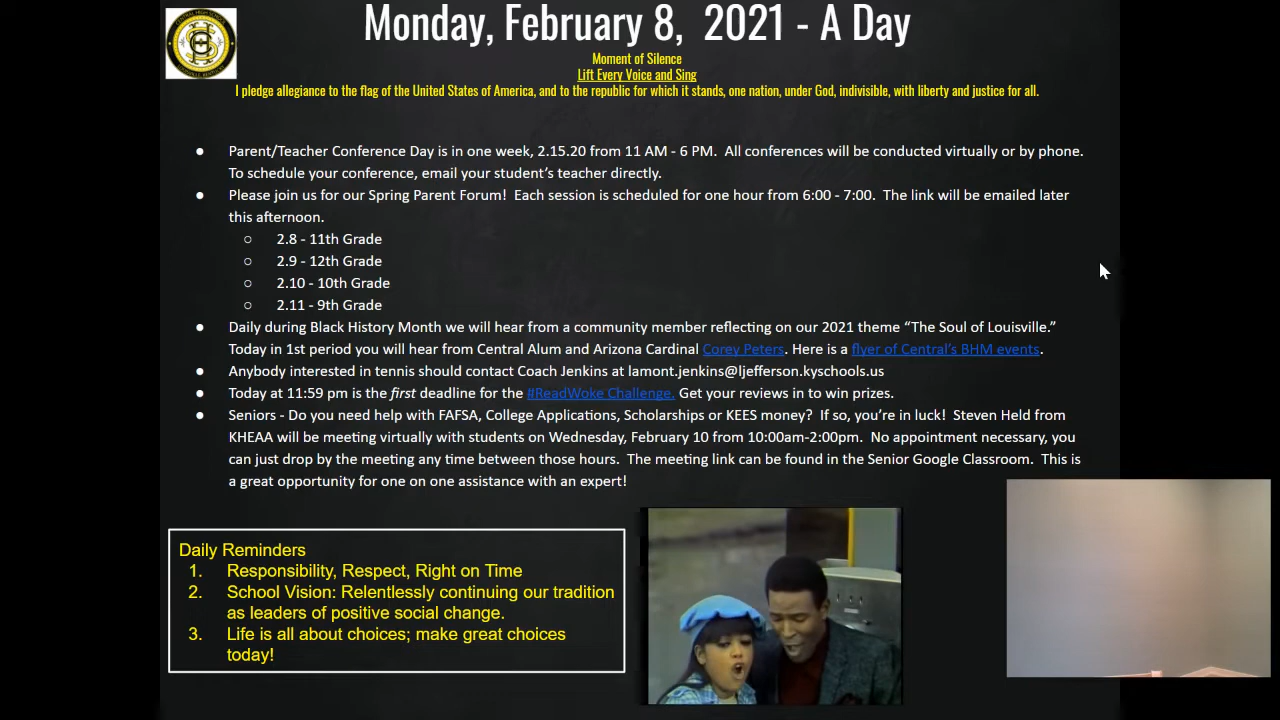 Monday, February 8, 2021 - A Day
Moment of Silence
Lift Every Voice and Sing
I pledge allegiance to the flag of the United States of America, and to the republic for which it stands, one nation, under God, indivisible, with liberty and justice for all.
● Parent/Teacher Conference Day is in one week, 2.15.20 from 11 AM - 6 PM. All conferences will be conducted virtually or by phone.
To schedule your conference, email your student's teacher directly.
● Please join us for our Spring Parent Forum! Each session is scheduled for one hour from 6:00 - 7:00. The link will be emailed later
this afternoon.
○ 2.8 - 11th Grade
○ 2.9 - 12th Grade
○ 2.10 - 10th Grade
○ 2.11 - 9th Grade
● Daily during Black History Month we will hear from a community member reflecting on our 2021 theme “The Soul of Louisville.”
Today in 1st period you will hear from Central Alum and Arizona Cardinal Corey Peters. Here is a flyer of Central's BHM events.
● Anybody interested in tennis should contact Coach Jenkins at lamont.jenkins@ljefferson.kyschools.us
● Today at 11:59 pm is the first deadline for the #ReadWoke Challenge. Get your reviews in to win prizes.
● Seniors - Do you need help with FAFSA, College Applications, Scholarships or KEES money? If so, you're in luck! Steven Held from
KHEAA will be meeting virtually with students on Wednesday, February 10 from 10:00am-2:00pm. No appointment necessary, you
can just drop by the meeting any time between those hours. The meeting link can be found in the Senior Google Classroom. This is
a great opportunity for one on one assistance with an expert!
Daily Reminders
1. Responsibility, Respect, Right on Time
2. School Vision: Relentlessly continuing our tradition
as leaders of positive social change.
3. Life is all about choices; make great choices
today!